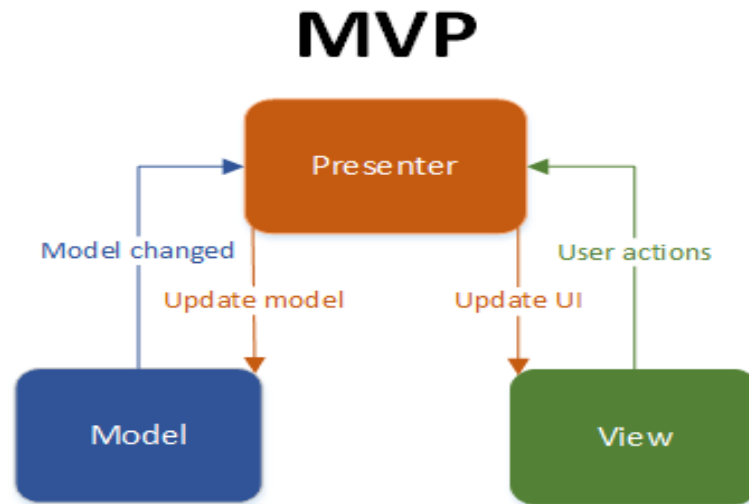 MVP
Presenter
Model changed
User actions
Update model
Update UI
Model
View